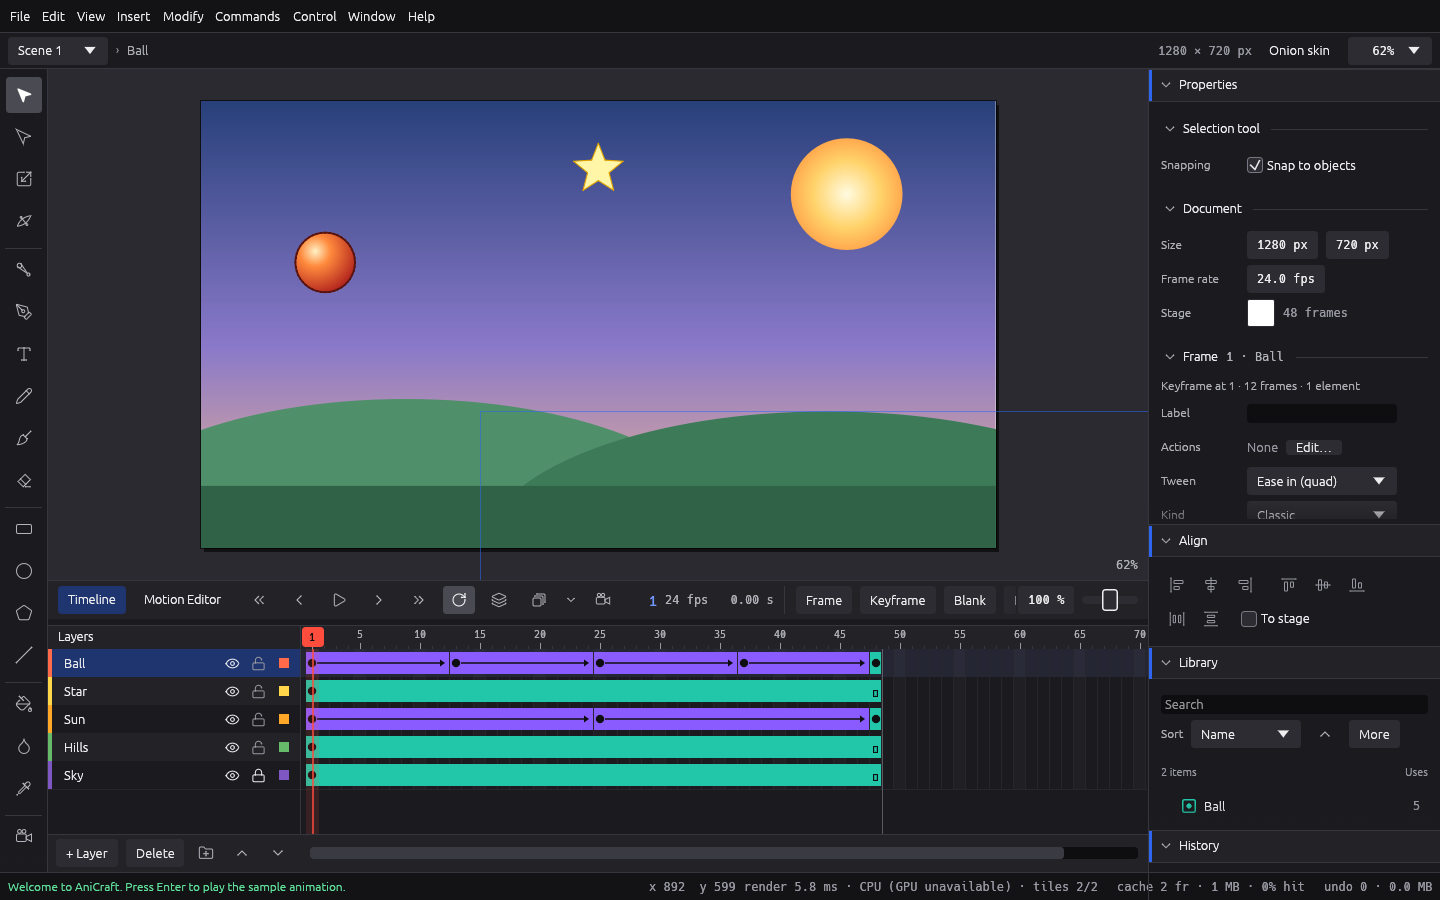 File Edit View Insert Modify Commands Control Window Help
Scene 1 › Ball 1280 × 720 px Onion skin 62%
Properties
Selection tool
Snapping Snap to objects
Document
Size 1280 px 720 px
Frame rate 24.0 fps
Stage 48 frames
Frame 1 · Ball
Keyframe at 1 · 12 frames · 1 element
Label
Actions None Edit...
Tween Ease in (quad)
Kind Classic
62%
Align
To stage
Timeline Motion Editor 1 24 fps 0.00 s Frame Keyframe Blank 100 %
Layers 1 5 10 15 20 25 30 35 40 45 50 55 60 65 70
Ball
Star
Sun
Hills
Sky
Library
Search
Sort Name More
2 items Uses
Ball 5
History
+ Layer Delete
Welcome to AniCraft. Press Enter to play the sample animation. x 892 y 599 render 5.8 ms · CPU (GPU unavailable) · tiles 2/2 cache 2 fr · 1 MB · 0% hit undo 0 · 0.0 MB